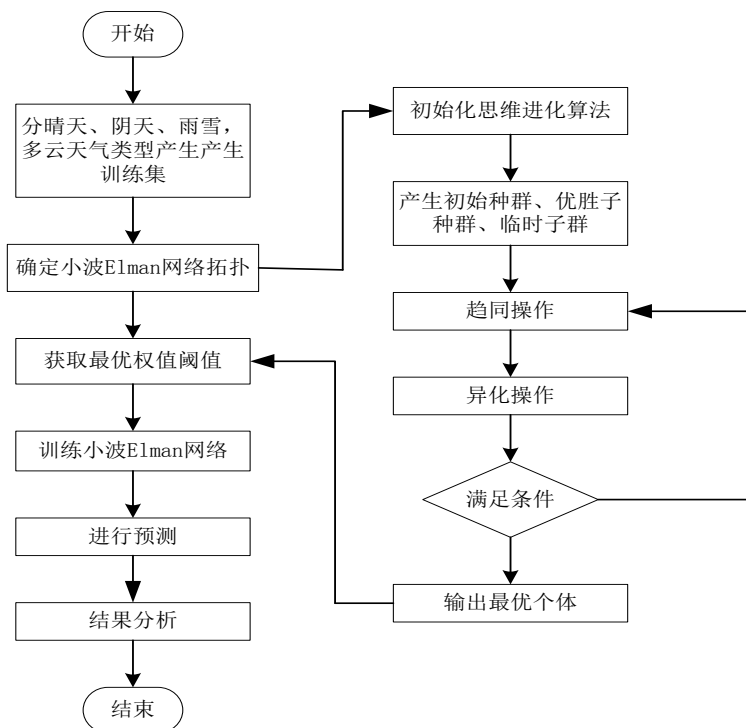 开始
分晴天、阴天、雨雪，
多云天气类型产生产生
训练集
确定小波Elman网络拓扑
获取最优权值阈值
训练小波Elman网络
进行预测
结果分析
结束
初始化思维进化算法
产生初始种群、优胜子
种群、临时子群
趋同操作
异化操作
满足条件
输出最优个体